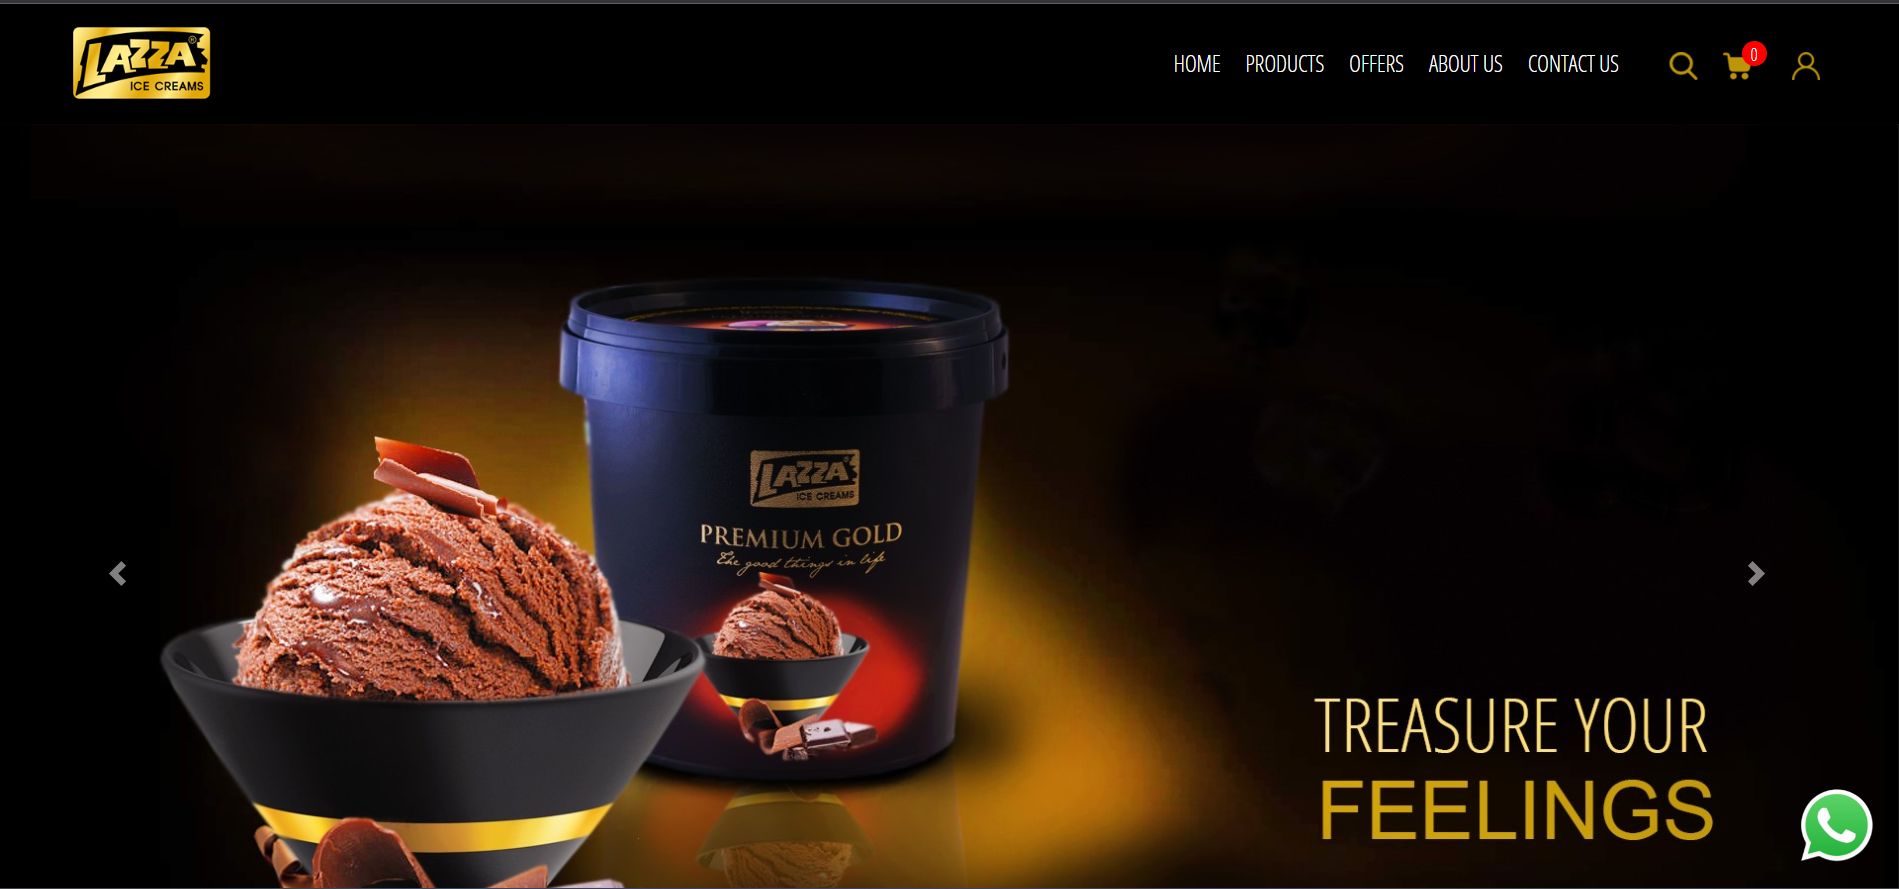 LAZZA®
ICE CREAMS
HOME PRODUCTS OFFERS ABOUT US CONTACT US
0
LAZZA®
ICE CREAMS
PREMIUM GOLD
The good things in life
TREASURE YOUR
FEELINGS